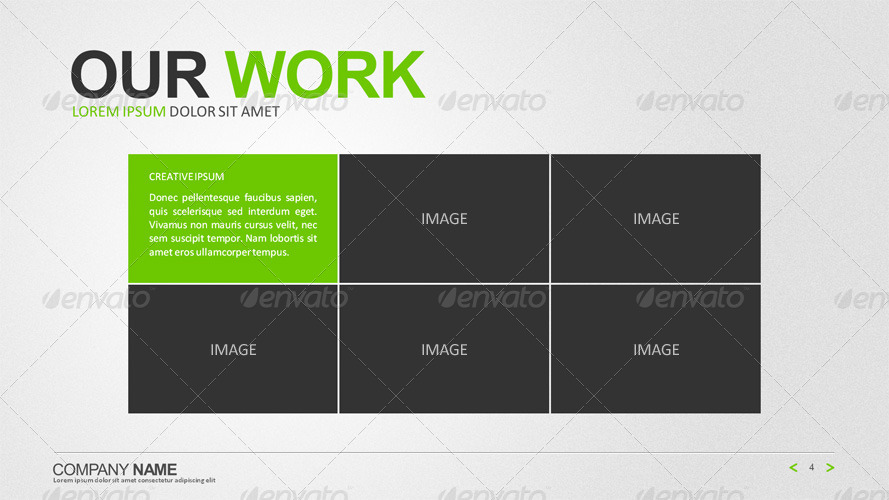 OUR WORK
LOREM IPSUM DOLOR SIT AMET
envato envato envato envato envato
CREATIVE IPSUM
Donec pellentesque faucibus sapien,
quis scelerisque sed interdum eget.
Vivamus non mauris cursus velit, nec
sem suscipit tempor. Nam lobortis sit
amet eros ullamcorper tempus.
IMAGE
IMAGE
envato envato envato envato envato
IMAGE
IMAGE
IMAGE
COMPANY NAME
Lorem ipsum dolor sit amet consectetur adipiscing elit
< 4 >
envato envato envato envato envato